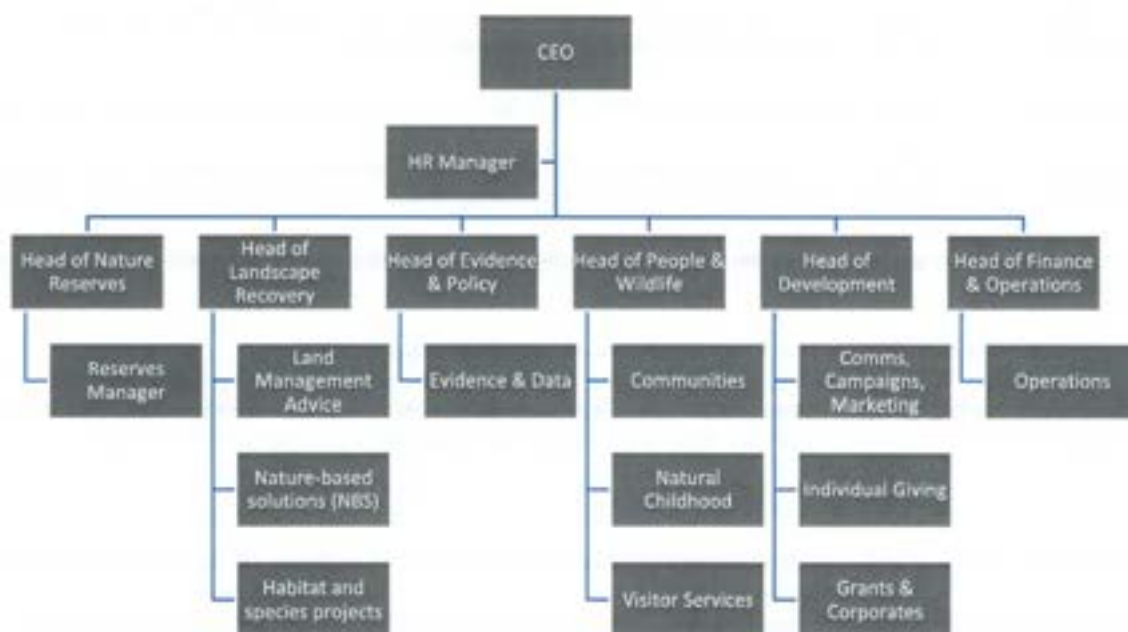 CEO
HR Manager
Head of Nature
Reserves
Head of
Landscape
Recovery
Head of Evidence
& Policy
Head of People &
Wildlife
Head of
Development
Head of Finance
& Operations
Reserves
Manager
Land
Management
Advice
Evidence & Data
Communities
Comms,
Campaigns,
Marketing
Operations
Nature-based
solutions (NBS)
Natural
Childhood
Individual Giving
Habitat and
species projects
Visitor Services
Grants &
Corporates